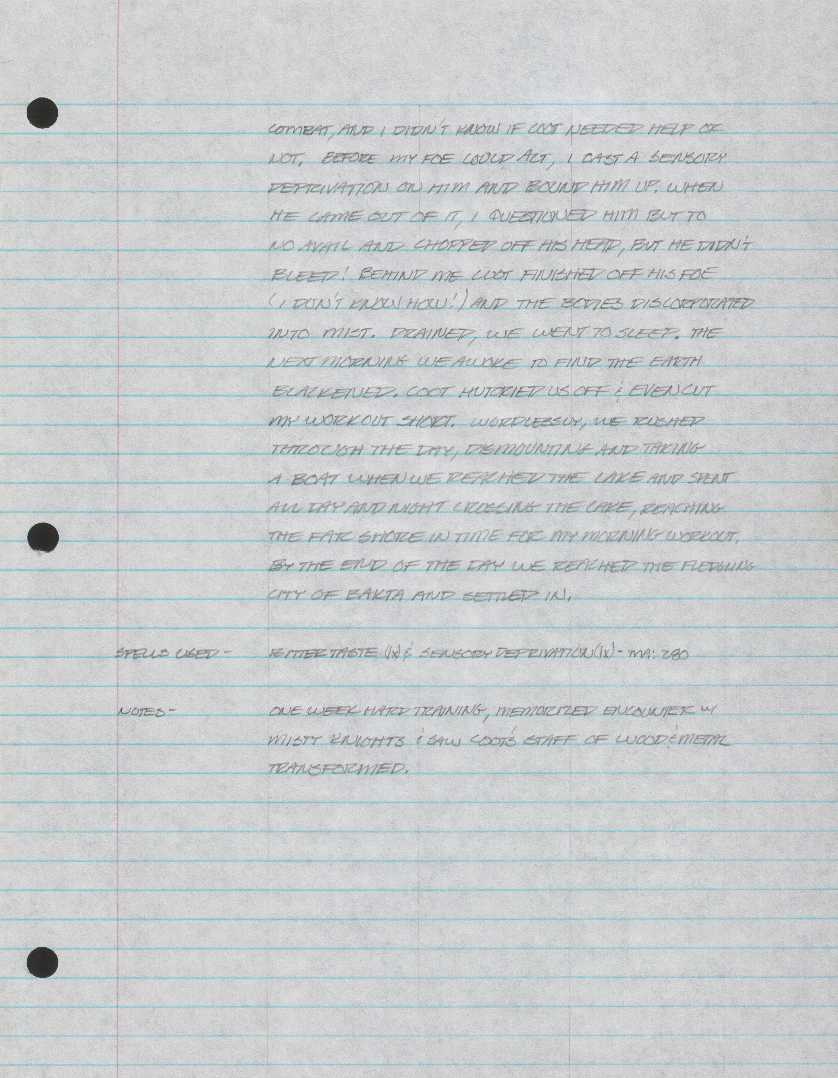 COMBAT, AND I DIDN'T KNOW IF COOT NEEDED HELP OR
NOT. BEFORE MY FOE COULD ACT, I CAST A SENSORY
DEPRIVATION ON HIM AND BOUND HIM UP. WHEN
HE CAME OUT OF IT, I QUESTIONED HIM BUT TO
NO AVAIL AND CHOPPED OFF HIS HEAD, BUT HE DIDN'T
BLEED! BEHIND ME COOT FINISHED OFF HIS FOE
(I DON'T KNOW HOW!) AND THE BODIES DISCORPORATED
INTO MIST. DRAINED, WE WENT TO SLEEP. THE
NEXT MORNING WE AWOKE TO FIND THE EARTH
BLACKENED. COOT HURRIED US OFF & EVEN CUT
MY WORKOUT SHORT. WORDLESSLY, WE RUSHED
THROUGH THE DAY, DISMOUNTING AND TAKING
A BOAT WHEN WE REACHED THE LAKE AND SPENT
ALL DAY AND NIGHT CROSSING THE LAKE, REACHING
THE FAR SHORE IN TIME FOR MY MORNING WORKOUT.
BY THE END OF THE DAY WE REACHED THE FLEDGLING
CITY OF BAKTA AND SETTLED IN.
SPELLS USED - BITTER TASTE (1x) & SENSORY DEPRIVATION (1x) - MA: 280
NOTES - ONE WEEK HARD TRAINING, MEMORIZED ENCOUNTER W/
MISTY KNIGHTS & SAW COOT'S STAFF OF WOOD & METAL
TRANSFORMED.